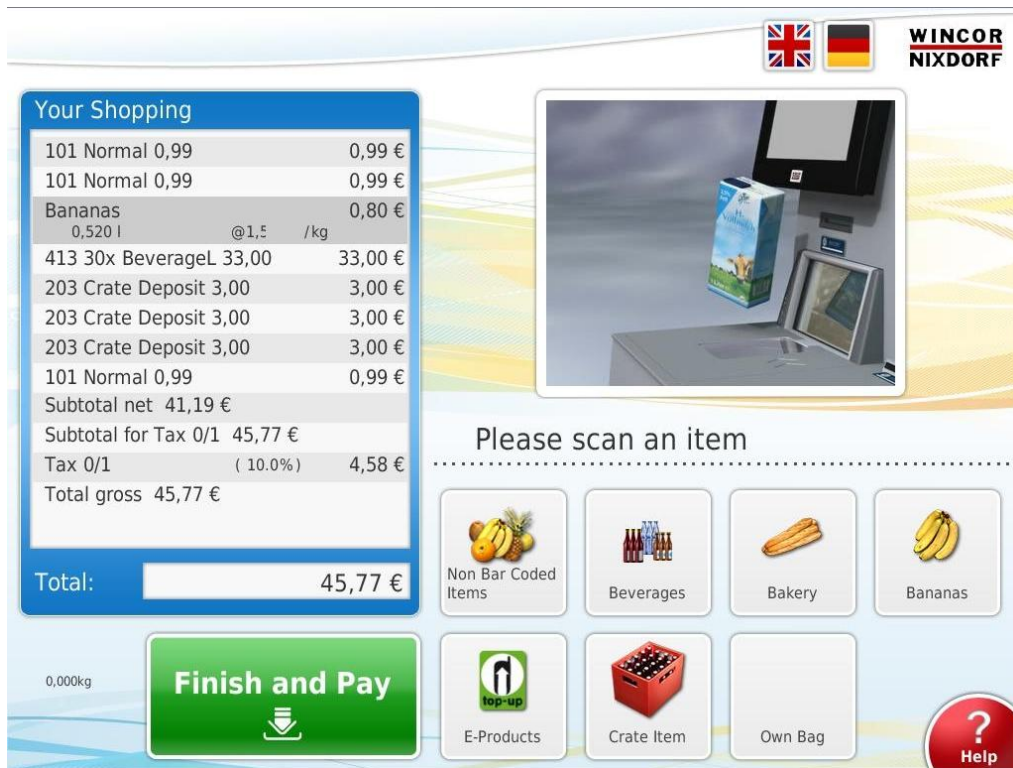 WINCOR
NIXDORF
Your Shopping
101 Normal 0,99 0,99 €
101 Normal 0,99 0,99 €
Bananas 0,80 €
0,520 l @1,5 /kg
413 30x BeverageL 33,00 33,00 €
203 Crate Deposit 3,00 3,00 €
203 Crate Deposit 3,00 3,00 €
203 Crate Deposit 3,00 3,00 €
101 Normal 0,99 0,99 €
Subtotal net 41,19 €
Subtotal for Tax 0/1 45,77 €
Tax 0/1 ( 10.0%) 4,58 €
Total gross 45,77 €
Total: 45,77 €
Please scan an item
Non Bar Coded
Items
Beverages
Bakery
Bananas
0,000kg
Finish and Pay
top-up
E-Products
Crate Item
Own Bag
?
Help